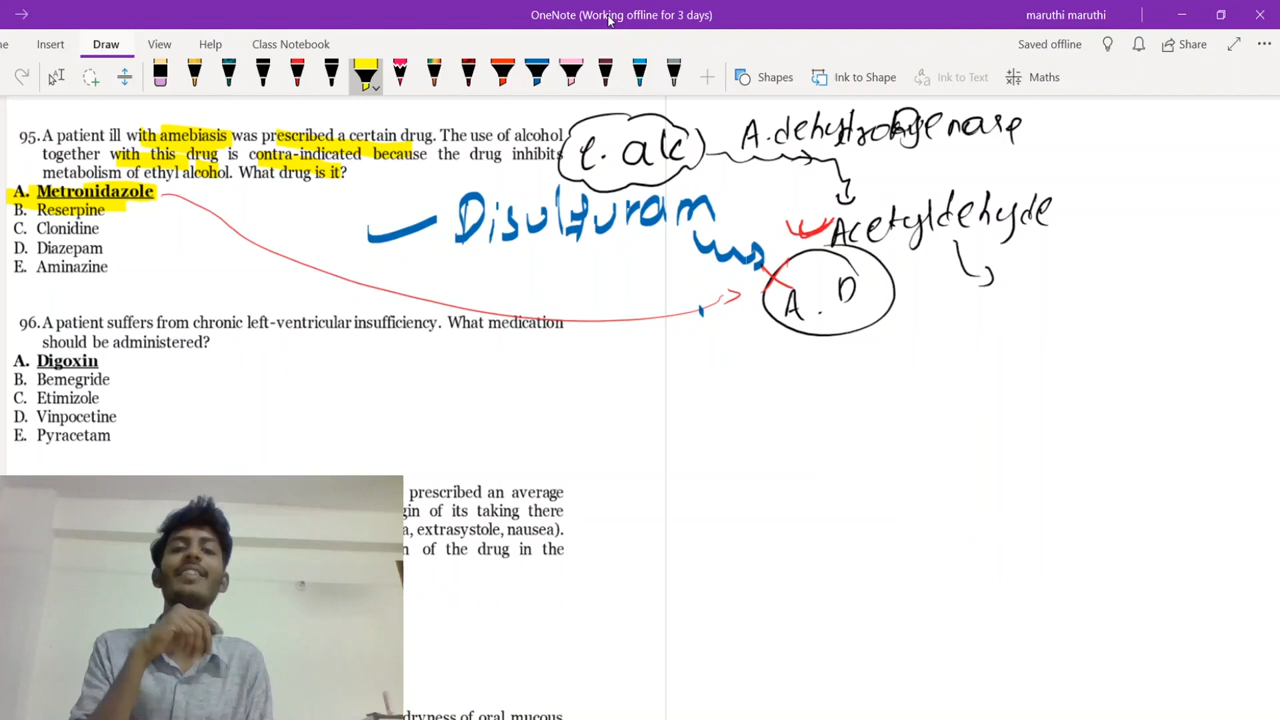 OneNote (Working offline for 3 days)
maruthi maruthi
Insert Draw View Help Class Notebook
Saved offline
Share
Shapes
Ink to Shape
Ink to Text
Maths
95. A patient ill with amebiasis was prescribed a certain drug. The use of alcohol
together with this drug is contra-indicated because the drug inhibits
metabolism of ethyl alcohol. What drug is it?
A. Metronidazole
B. Reserpine
C. Clonidine
D. Diazepam
E. Aminazine
e. alc
A. dehydrogenase
Disulfuram
Acetyldehyde
A. D
96. A patient suffers from chronic left-ventricular insufficiency. What medication
should be administered?
A. Digoxin
B. Bemegride
C. Etimizole
D. Vinpocetine
E. Pyracetam
prescribed an average
gin of its taking there
a, extrasystole, nausea).
of the drug in the
dryness of oral mucous